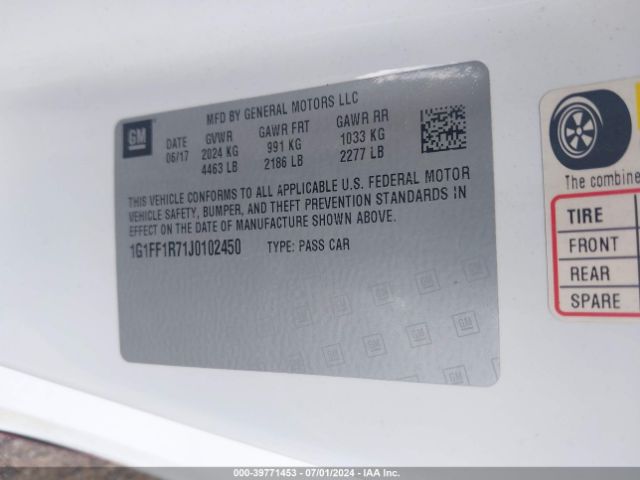 GM
MFD BY GENERAL MOTORS LLC
DATE GVWR GAWR FRT GAWR RR
06/17 2024 KG 991 KG 1033 KG
4463 LB 2186 LB 2277 LB
THIS VEHICLE CONFORMS TO ALL APPLICABLE U.S. FEDERAL MOTOR
VEHICLE SAFETY, BUMPER, AND THEFT PREVENTION STANDARDS IN
EFFECT ON THE DATE OF MANUFACTURE SHOWN ABOVE.
1G1FF1R71J0102450 TYPE: PASS CAR
The combine
TIRE
FRONT
REAR
SPARE
000-39771453 - 07/01/2024 - IAA Inc.